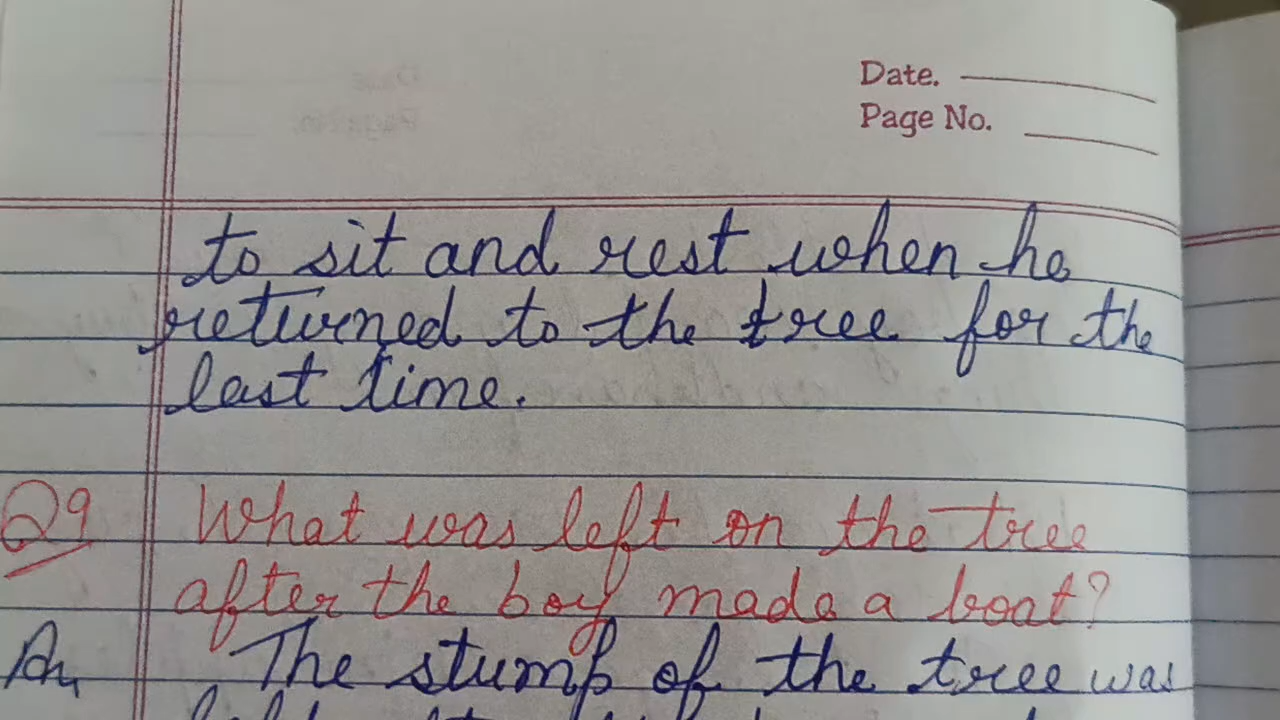 Date.
Page No.
to sit and rest when he
returned to the tree for the
last time.
Q9 What was left on the tree
after the boy made a boat?
An The stump of the tree was